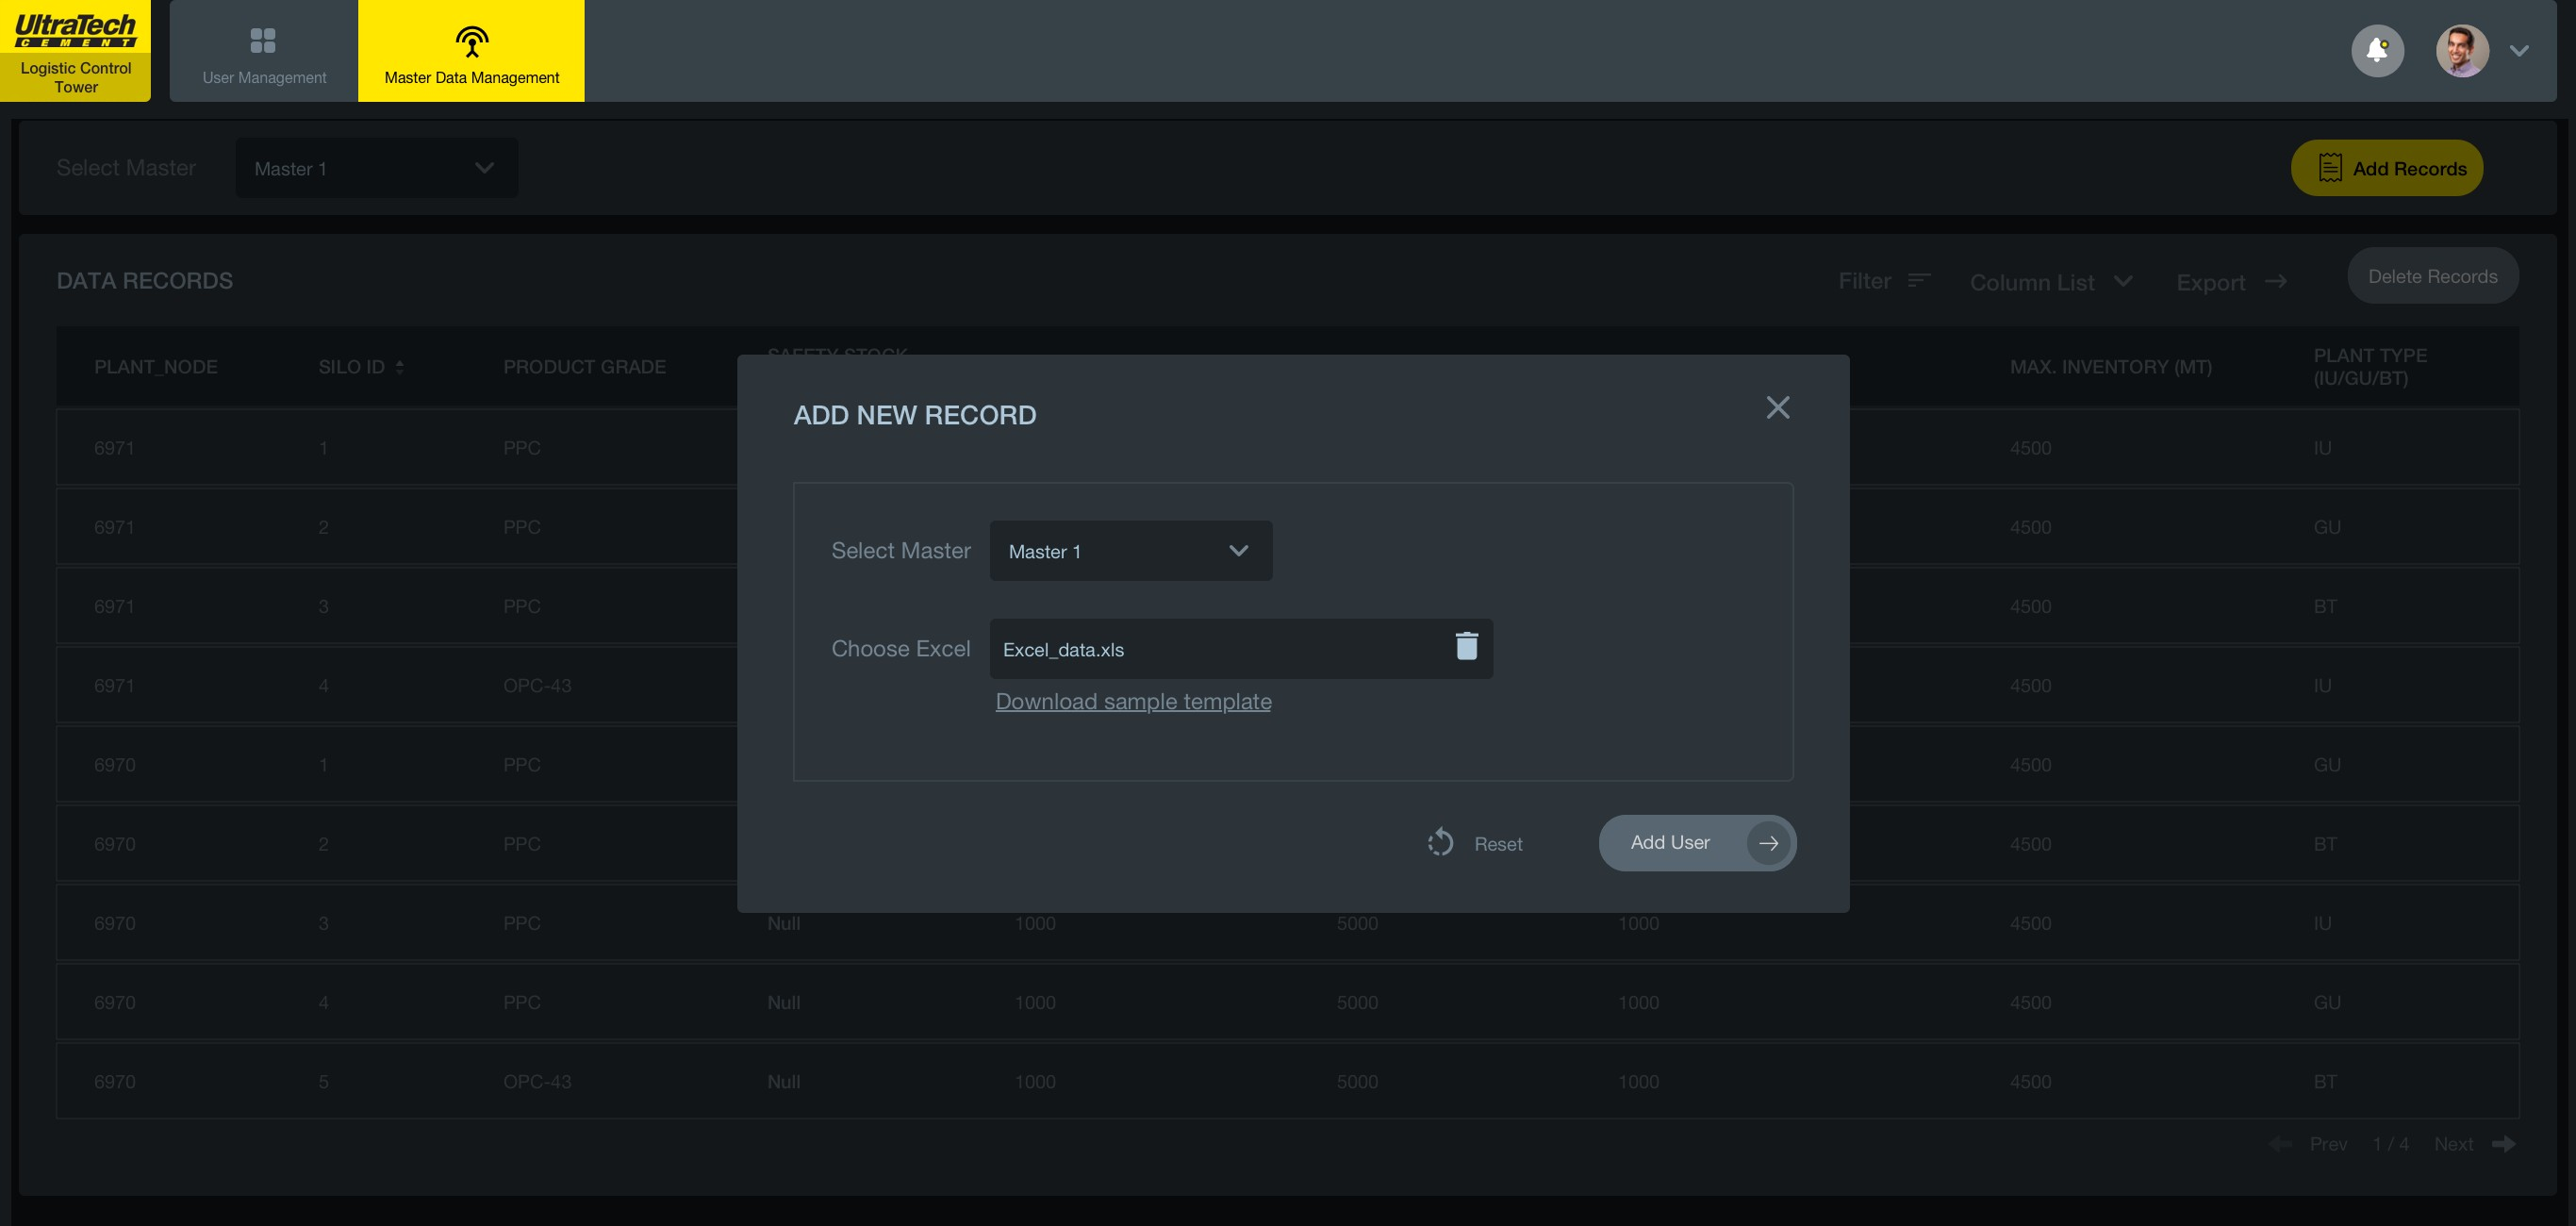 UltraTech
CEMENT
Logistic Control
Tower
User Management
Master Data Management
Select Master
Master 1
Add Records
DATA RECORDS
Filter
Column List
Export
Delete Records
PLANT_NODE
SILO ID
PRODUCT GRADE
SAFETY STOCK
MAX. INVENTORY (MT)
PLANT TYPE
(IU/GU/BT)
6971 1 PPC 4500 IU
6971 2 PPC 4500 GU
6971 3 PPC 4500 BT
6971 4 OPC-43 4500 IU
6970 1 PPC 4500 GU
6970 2 PPC 4500 BT
6970 3 PPC Null 1000 5000 1000 4500 IU
6970 4 PPC Null 1000 5000 1000 4500 GU
6970 5 OPC-43 Null 1000 5000 1000 4500 BT
Prev 1 / 4 Next
ADD NEW RECORD
Select Master
Master 1
Choose Excel
Excel_data.xls
Download sample template
Reset
Add User